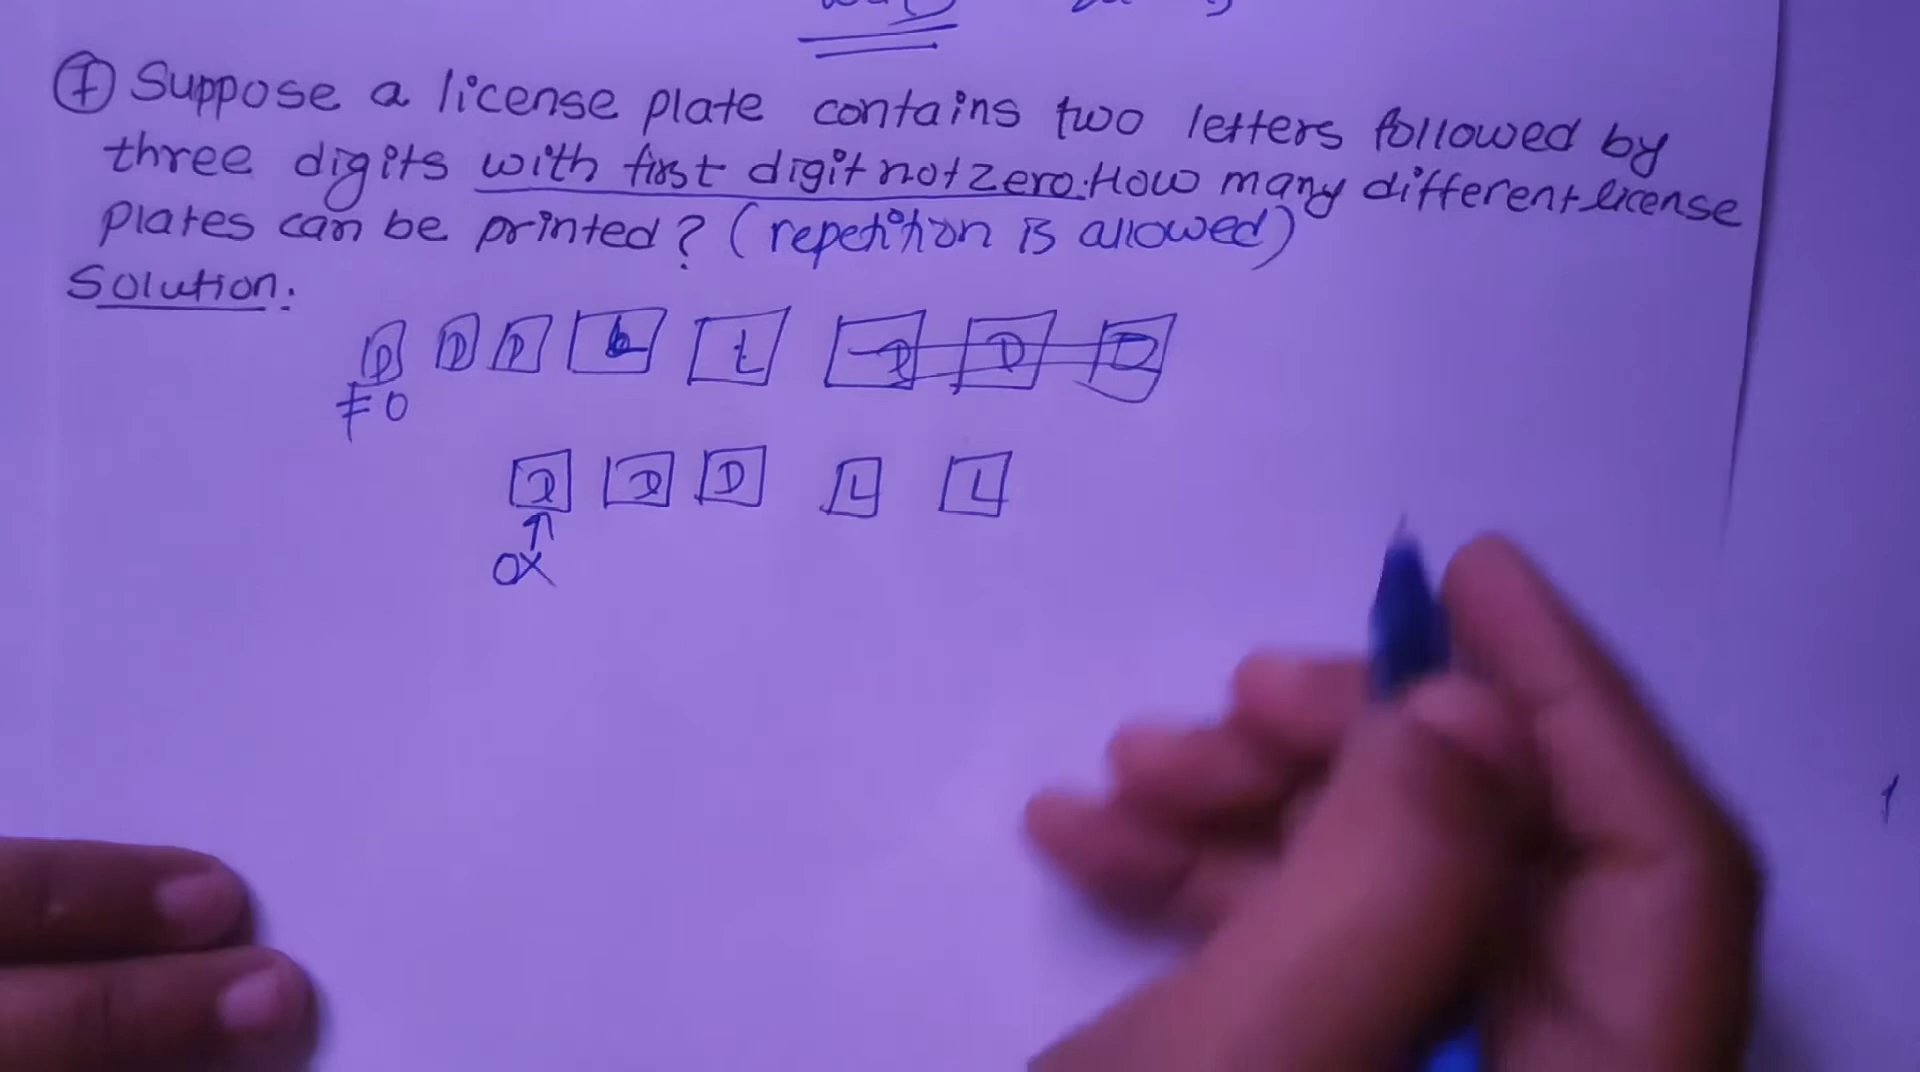 ⑦ Suppose a license plate contains two letters followed by
three digits with first digit not zero. How many different license
plates can be printed? (repetition is allowed)
Solution:
D D D L L D D D
≠0
D D D L L
↑
0X